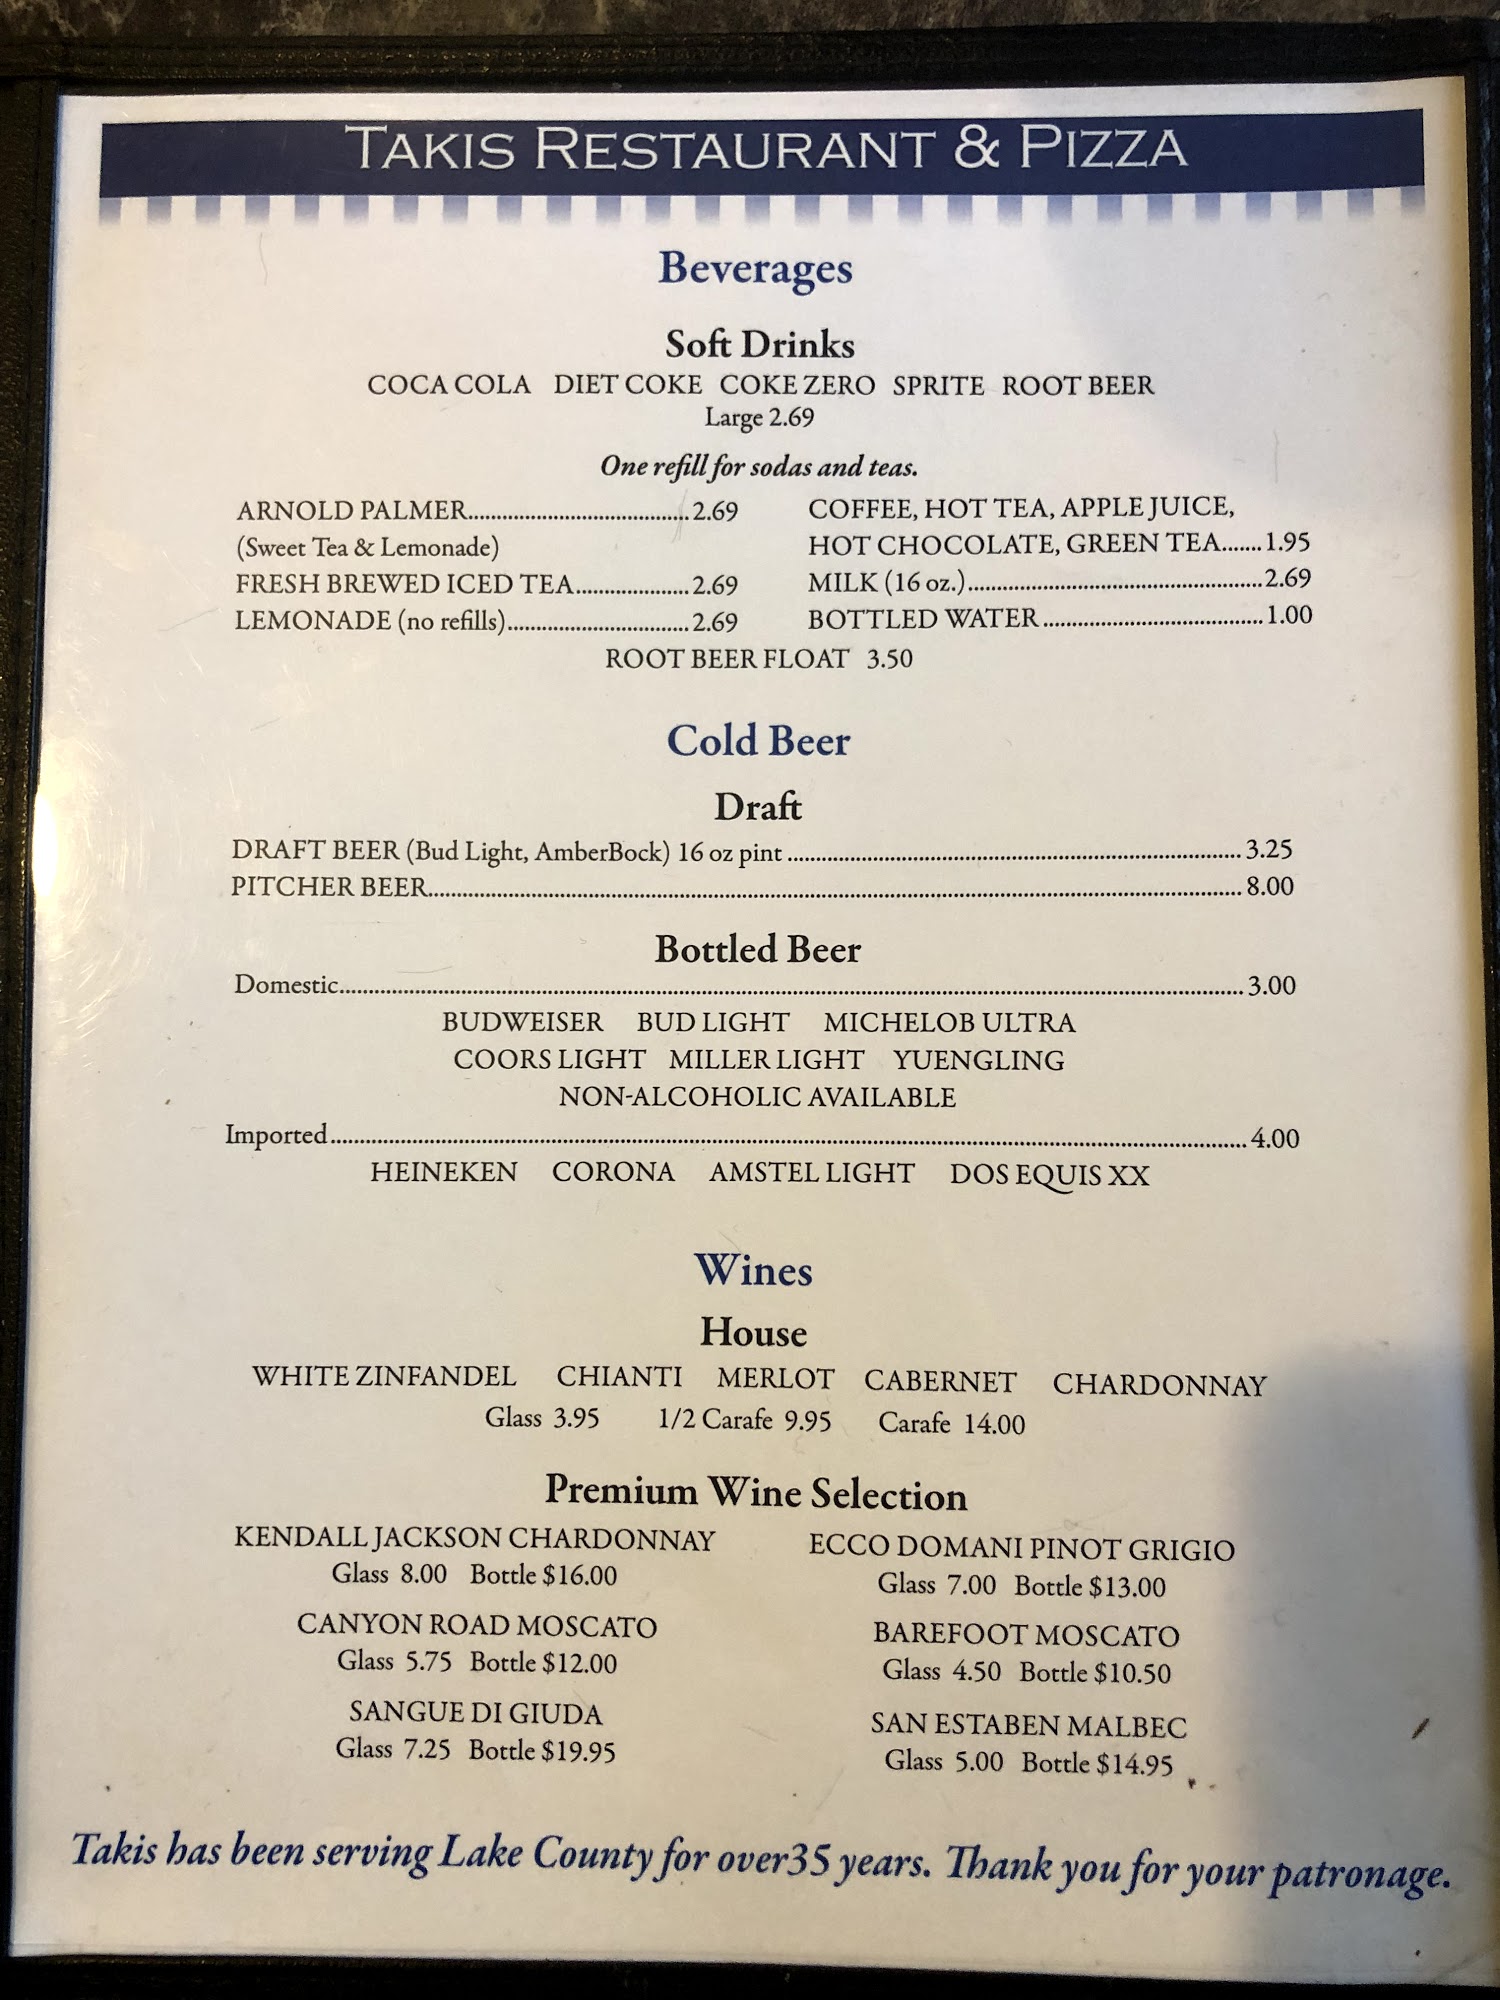 TAKIS RESTAURANT & PIZZA
Beverages
Soft Drinks
COCA COLA DIET COKE COKE ZERO SPRITE ROOT BEER
Large 2.69
One refill for sodas and teas.
ARNOLD PALMER.....2.69
(Sweet Tea & Lemonade)
FRESH BREWED ICED TEA.....2.69
LEMONADE (no refills).....2.69
COFFEE, HOT TEA, APPLE JUICE,
HOT CHOCOLATE, GREEN TEA.....1.95
MILK (16 oz.).....2.69
BOTTLED WATER.....1.00
ROOT BEER FLOAT 3.50
Cold Beer
Draft
DRAFT BEER (Bud Light, AmberBock) 16 oz pint.....3.25
PITCHER BEER.....8.00
Bottled Beer
Domestic.....3.00
BUDWEISER BUD LIGHT MICHELOB ULTRA
COORS LIGHT MILLER LIGHT YUENGLING
NON-ALCOHOLIC AVAILABLE
Imported.....4.00
HEINEKEN CORONA AMSTEL LIGHT DOS EQUIS XX
Wines
House
WHITE ZINFANDEL CHIANTI MERLOT CABERNET CHARDONNAY
Glass 3.95 1/2 Carafe 9.95 Carafe 14.00
Premium Wine Selection
KENDALL JACKSON CHARDONNAY
Glass 8.00 Bottle $16.00
CANYON ROAD MOSCATO
Glass 5.75 Bottle $12.00
SANGUE DI GIUDA
Glass 7.25 Bottle $19.95
ECCO DOMANI PINOT GRIGIO
Glass 7.00 Bottle $13.00
BAREFOOT MOSCATO
Glass 4.50 Bottle $10.50
SAN ESTABEN MALBEC
Glass 5.00 Bottle $14.95
Takis has been serving Lake County for over35 years. Thank you for your patronage.